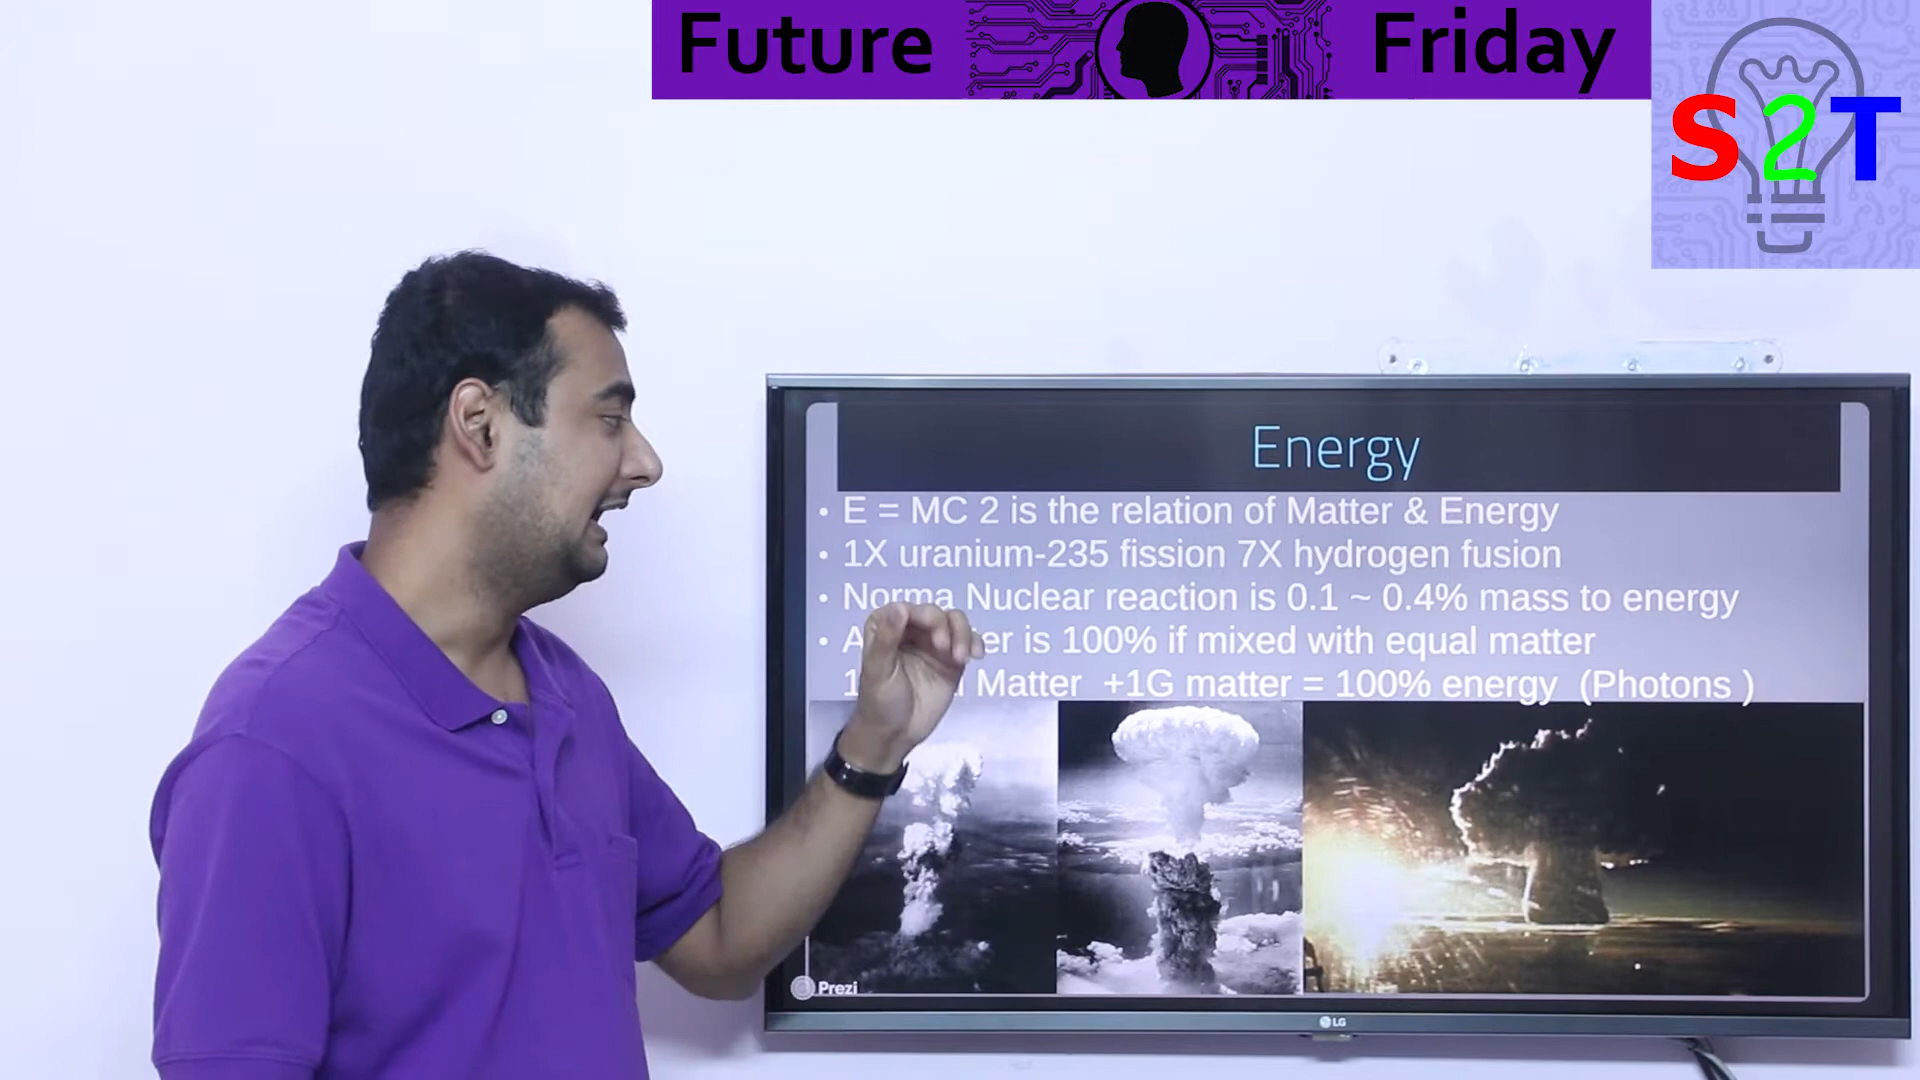 Future Friday
S2T
Energy
• E = MC 2 is the relation of Matter & Energy
• 1X uranium-235 fission 7X hydrogen fusion
• Norma Nuclear reaction is 0.1 ~ 0.4% mass to energy
• is 100% if mixed with equal matter
Matter +1G matter = 100% energy (Photons )
Prezi
LG